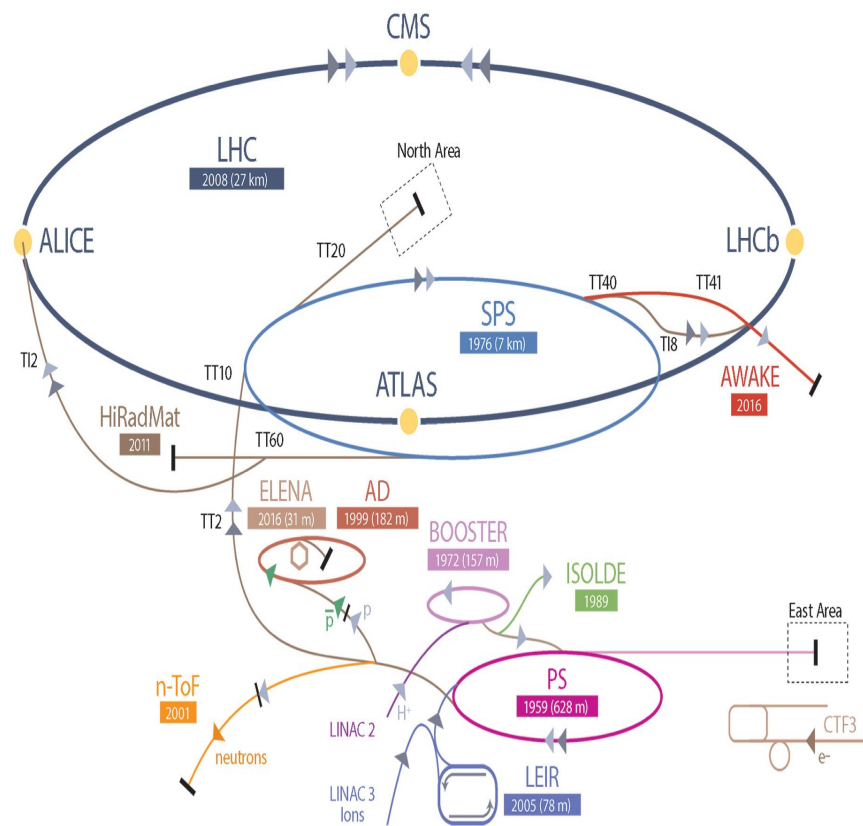 CMS
LHC
2008 (27 km)
North Area
ALICE
LHCb
TT20
TT40
TT41
SPS
1976 (7 km)
TI8
TI2
TT10
ATLAS
AWAKE
2016
HiRadMat
2011
TT60
ELENA
2016 (31 m)
AD
1999 (182 m)
TT2
BOOSTER
1972 (157 m)
ISOLDE
1989
p̅
p
East Area
n-ToF
2001
PS
1959 (628 m)
H⁺
LINAC 2
neutrons
CTF3
e-
LEIR
2005 (78 m)
LINAC 3
Ions